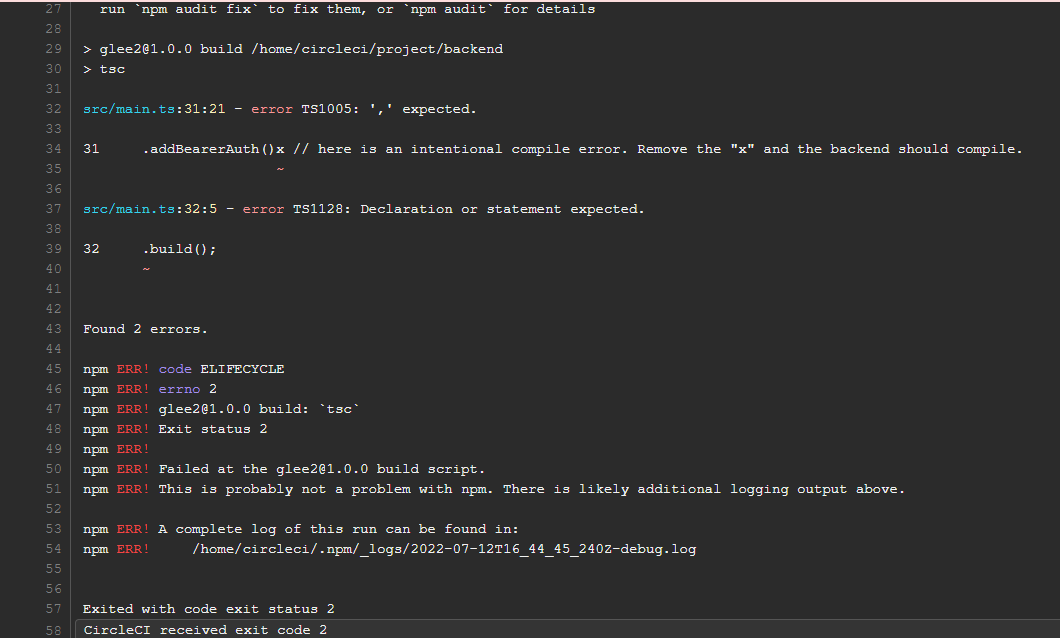 27 run `npm audit fix` to fix them, or `npm audit` for details
28
29 > glee2@1.0.0 build /home/circleci/project/backend
30 > tsc
31
32 src/main.ts:31:21 - error TS1005: ',' expected.
33
34 31     .addBearerAuth()x // here is an intentional compile error. Remove the "x" and the backend should compile.
35                       ~
36
37 src/main.ts:32:5 - error TS1128: Declaration or statement expected.
38
39 32     .build();
40        ~
41
42
43 Found 2 errors.
44
45 npm ERR! code ELIFECYCLE
46 npm ERR! errno 2
47 npm ERR! glee2@1.0.0 build: `tsc`
48 npm ERR! Exit status 2
49 npm ERR!
50 npm ERR! Failed at the glee2@1.0.0 build script.
51 npm ERR! This is probably not a problem with npm. There is likely additional logging output above.
52
53 npm ERR! A complete log of this run can be found in:
54 npm ERR!     /home/circleci/.npm/_logs/2022-07-12T16_44_45_240Z-debug.log
55
56
57 Exited with code exit status 2
58 CircleCI received exit code 2